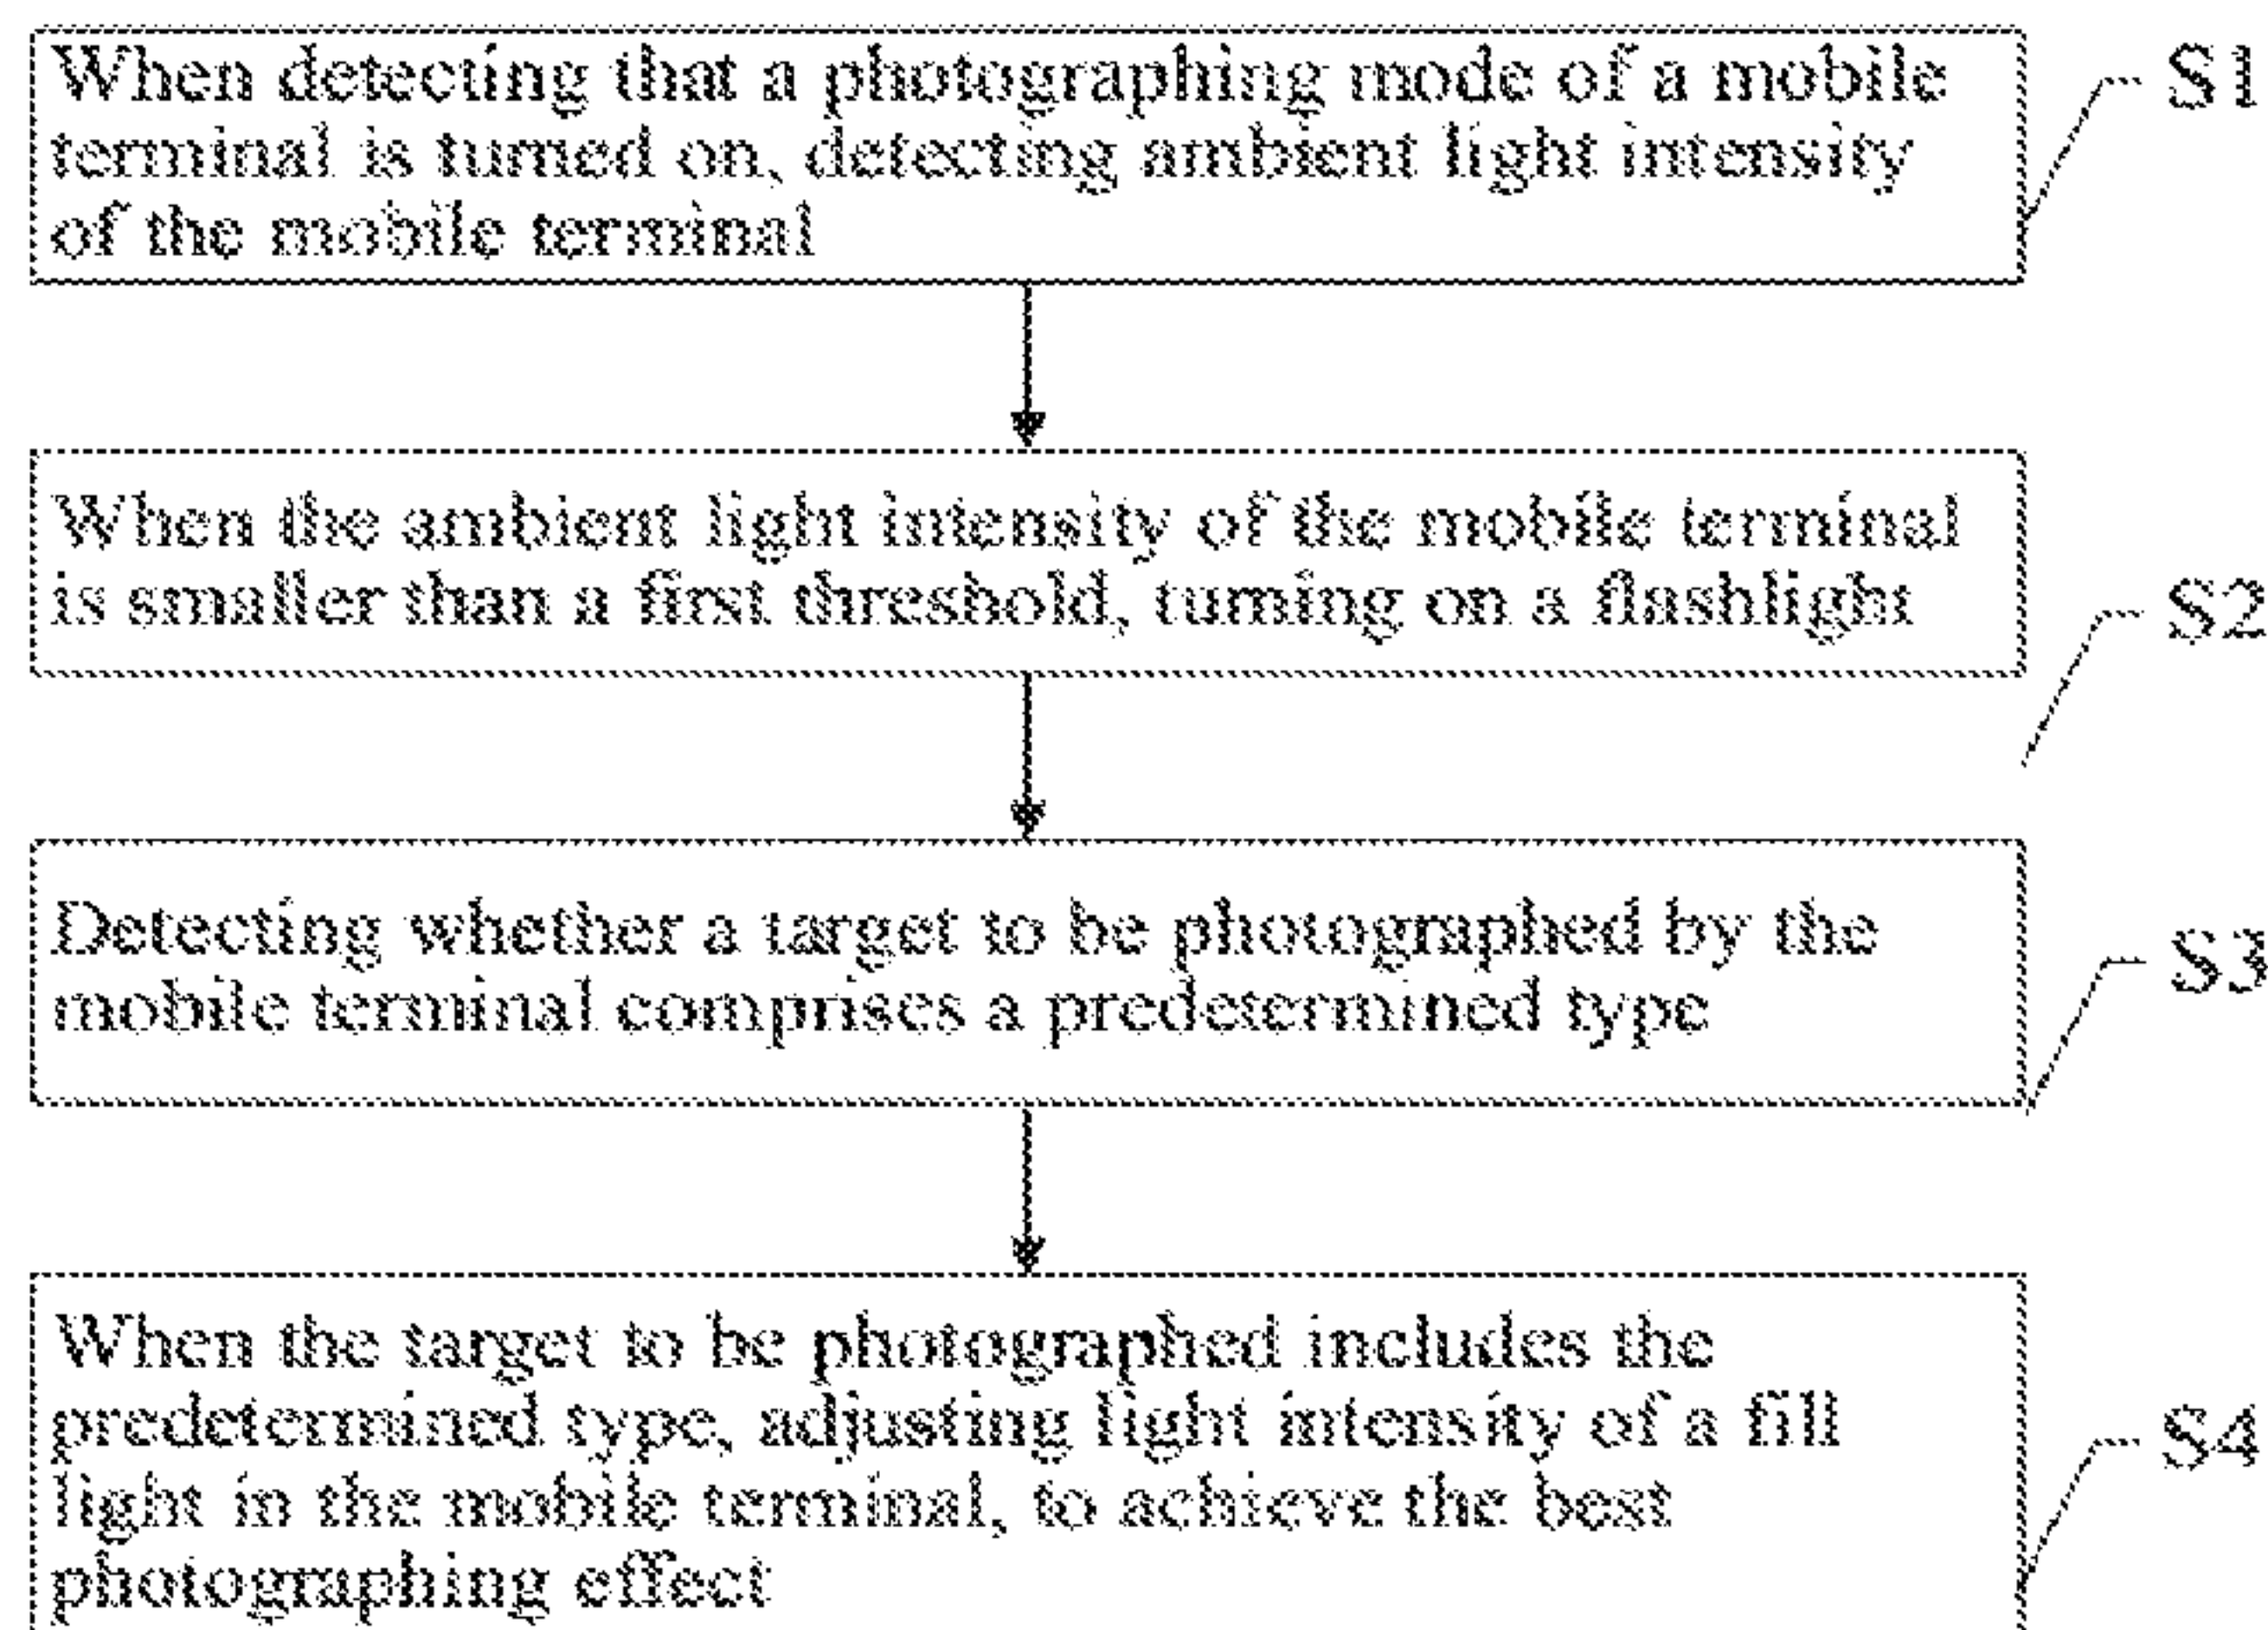 When detecting that a photographing mode of a mobile
terminal is turned on, detecting ambient light intensity
of the mobile terminal
S1
When the ambient light intensity of the mobile terminal
is smaller than a first threshold, turning on a flashlight
S2
Detecting whether a target to be photographed by the
mobile terminal comprises a predetermined type
S3
When the target to be photographed includes the
predetermined type, adjusting light intensity of a fill
light in the mobile terminal, to achieve the best
photographing effect
S4